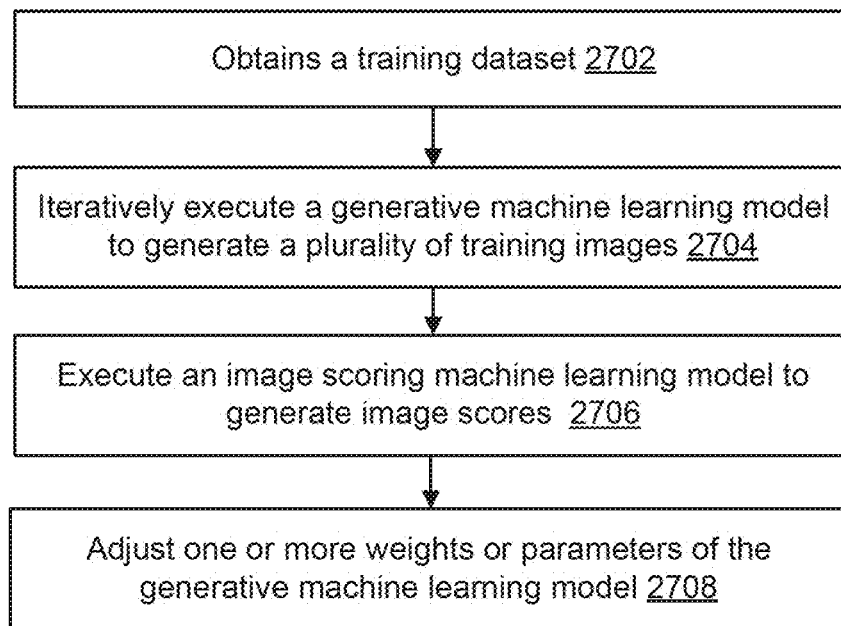 Obtains a training dataset 2702
Iteratively execute a generative machine learning model
to generate a plurality of training images 2704
Execute an image scoring machine learning model to
generate image scores 2706
Adjust one or more weights or parameters of the
generative machine learning model 2708